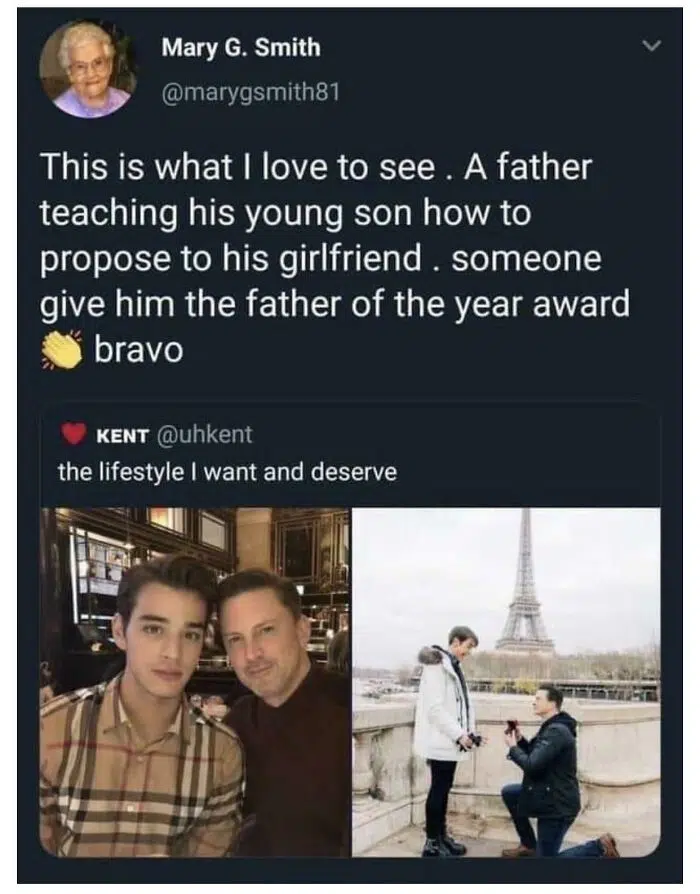 Mary G. Smith
@marygsmith81
This is what I love to see . A father
teaching his young son how to
propose to his girlfriend . someone
give him the father of the year award
👏 bravo
❤️ KENT @uhkent
the lifestyle I want and deserve